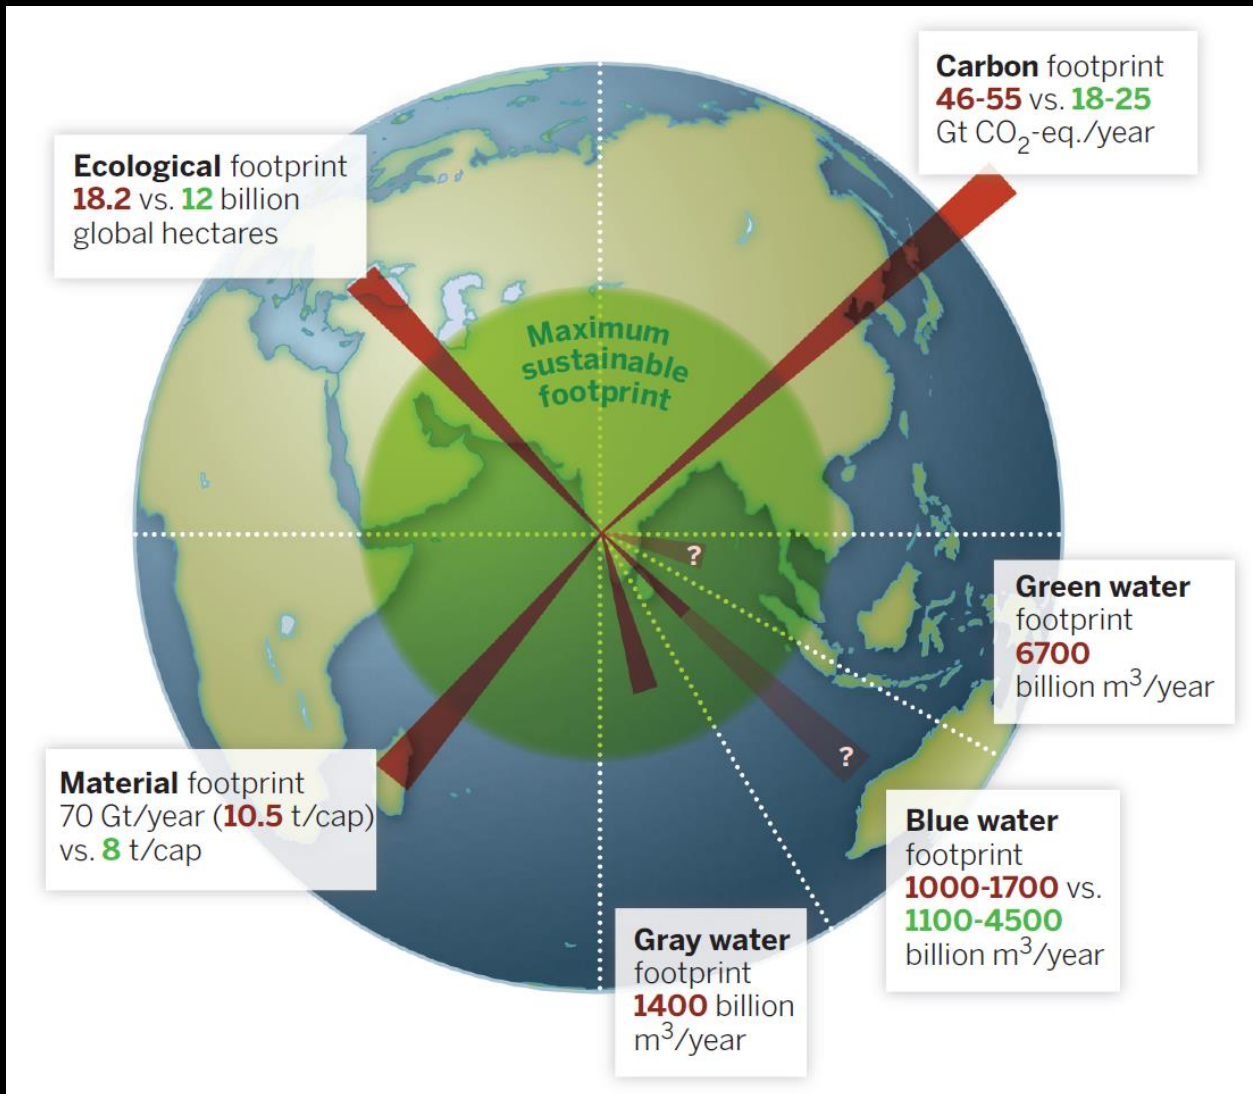 Carbon footprint
46-55 vs. 18-25
Gt CO₂-eq./year
Ecological footprint
18.2 vs. 12 billion
global hectares
Maximum
sustainable
footprint
?
Green water
footprint
6700
billion m³/year
?
Material footprint
70 Gt/year (10.5 t/cap)
vs. 8 t/cap
Blue water
footprint
1000-1700 vs.
1100-4500
billion m³/year
Gray water
footprint
1400 billion
m³/year